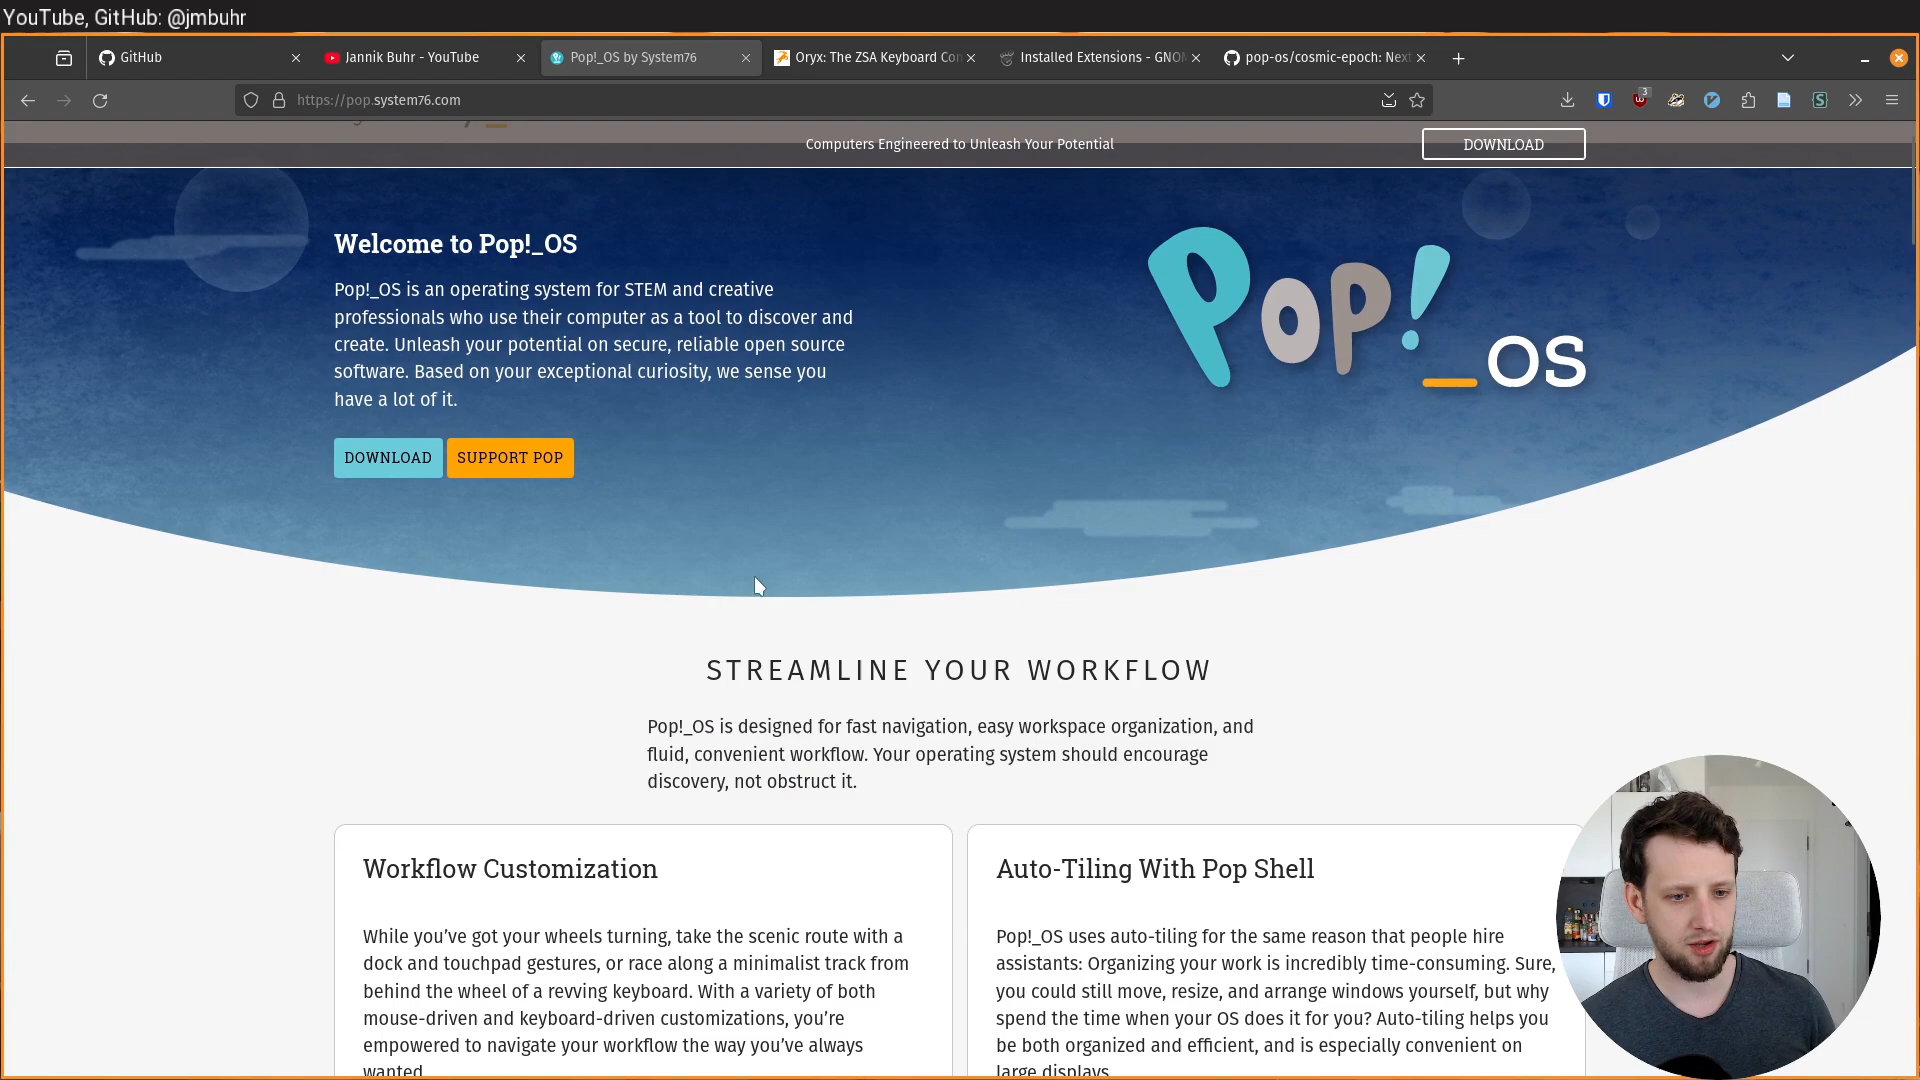 YouTube, GitHub: @jmbuhr
GitHub
Jannik Buhr - YouTube
Pop!_OS by System76
Oryx: The ZSA Keyboard Con
Installed Extensions - GNOM
pop-os/cosmic-epoch: Next
https://pop.system76.com
3
Computers Engineered to Unleash Your Potential
DOWNLOAD
Welcome to Pop!_OS
Pop!_OS is an operating system for STEM and creative
professionals who use their computer as a tool to discover and
create. Unleash your potential on secure, reliable open source
software. Based on your exceptional curiosity, we sense you
have a lot of it.
DOWNLOAD
SUPPORT POP
Pop!_OS
STREAMLINE YOUR WORKFLOW
Pop!_OS is designed for fast navigation, easy workspace organization, and
fluid, convenient workflow. Your operating system should encourage
discovery, not obstruct it.
Workflow Customization
While you’ve got your wheels turning, take the scenic route with a
dock and touchpad gestures, or race along a minimalist track from
behind the wheel of a revving keyboard. With a variety of both
mouse-driven and keyboard-driven customizations, you’re
empowered to navigate your workflow the way you’ve always
wanted.
Auto-Tiling With Pop Shell
Pop!_OS uses auto-tiling for the same reason that people hire
assistants: Organizing your work is incredibly time-consuming. Sure,
you could still move, resize, and arrange windows yourself, but why
spend the time when your OS does it for you? Auto-tiling helps you
be both organized and efficient, and is especially convenient on
large displays.